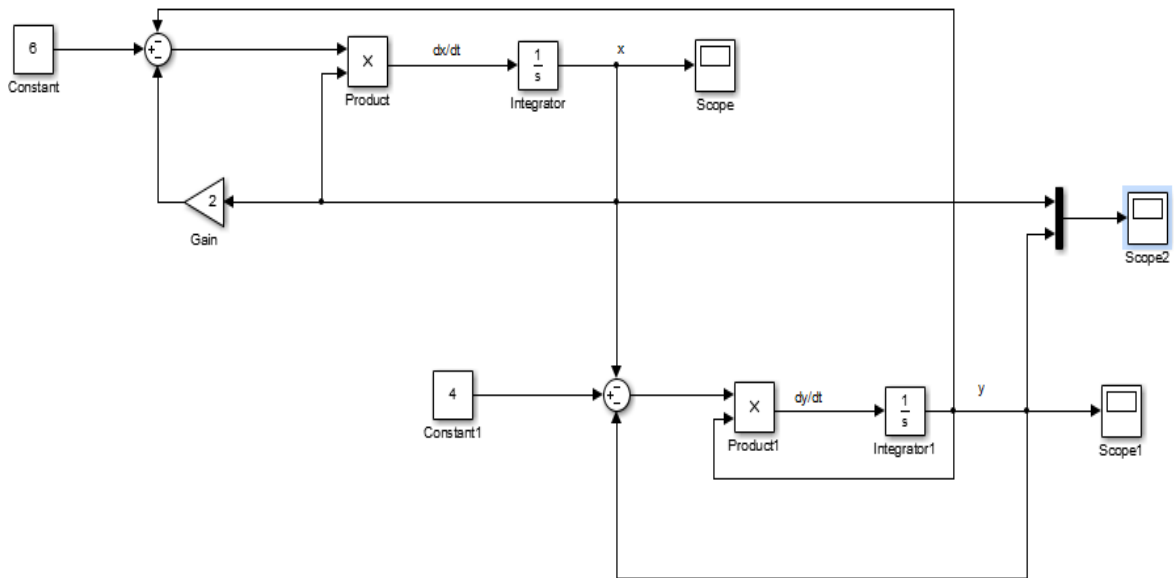 6
Constant
+
−
−
X
Product
dx/dt
1
s
Integrator
x
Scope
2
Gain
Scope2
4
Constant1
+
−
−
X
Product1
dy/dt
1
s
Integrator1
y
Scope1